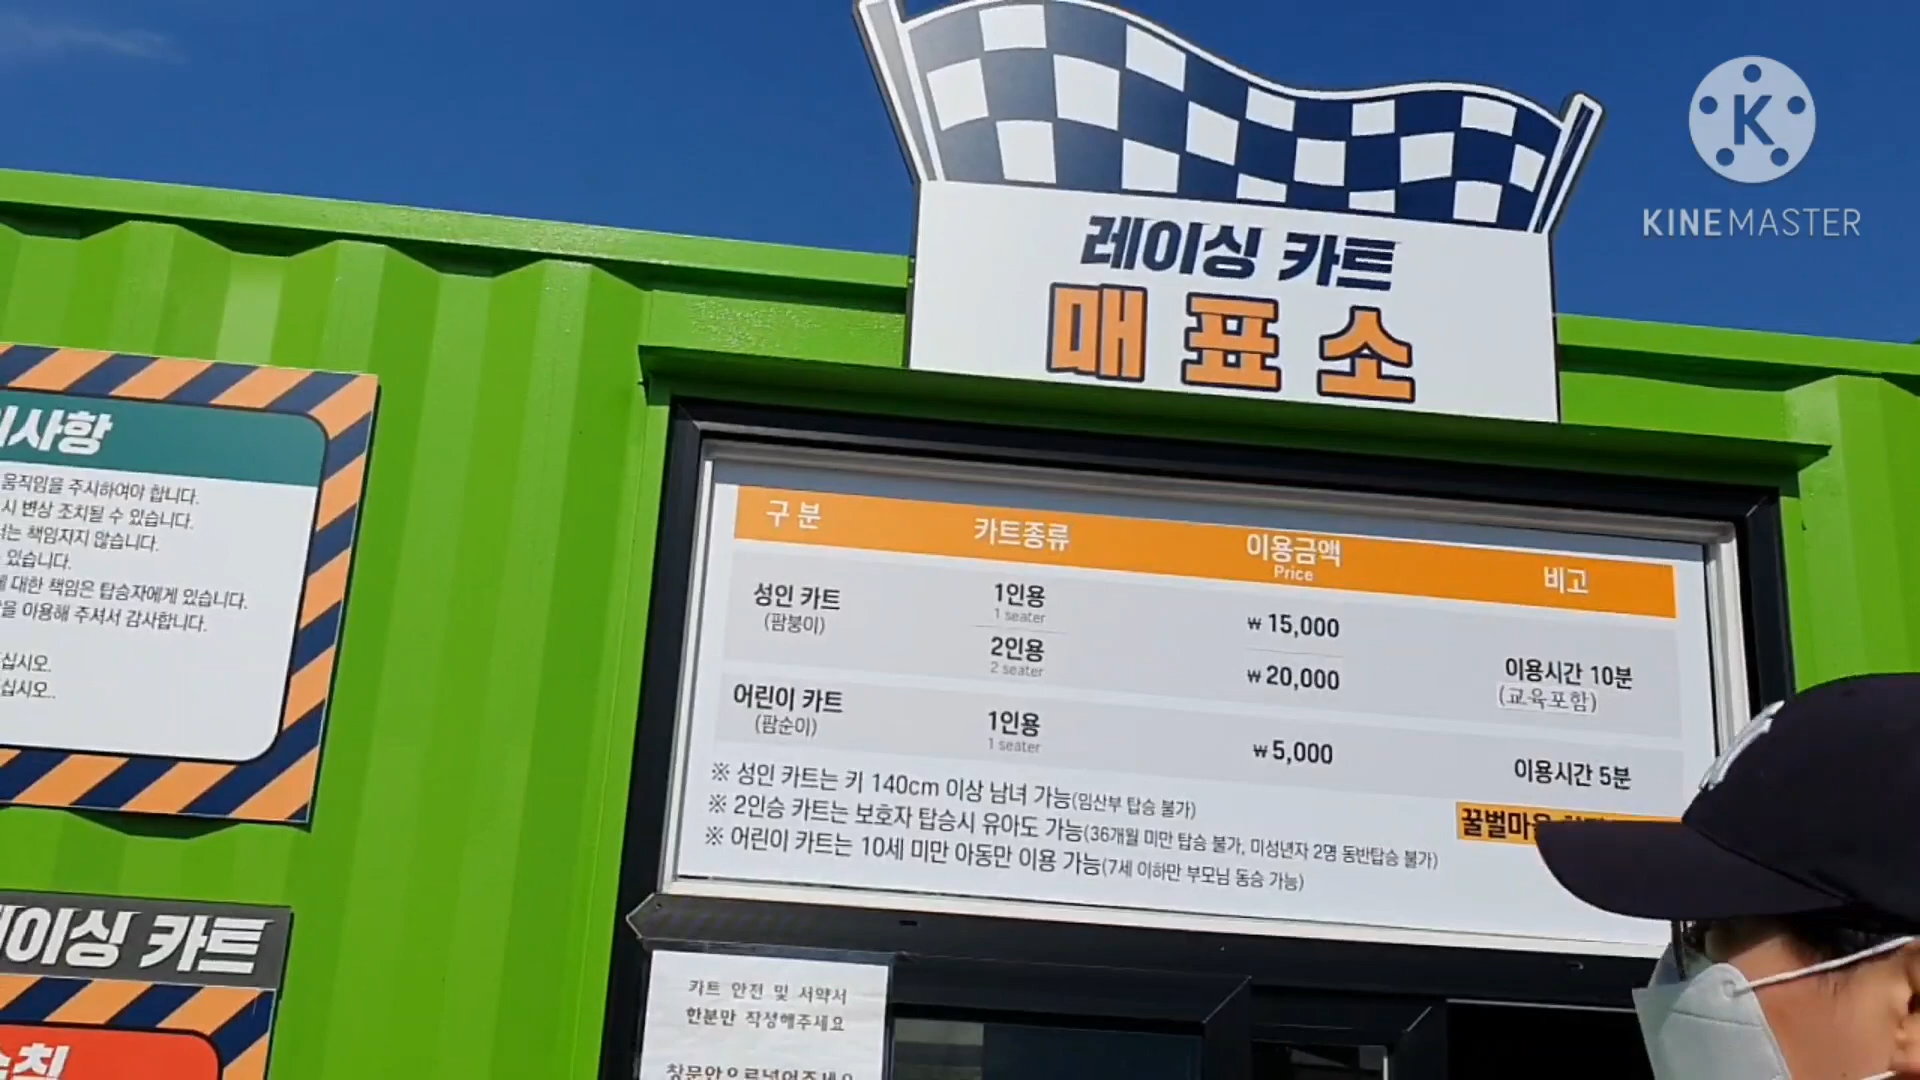 K
KINEMASTER
레이싱 카트
매표소
구분 카트종류 이용금액 비고
Price
성인 카트 1인용 ₩ 15,000
(팜붕이) 1 seater
2인용 ₩ 20,000 이용시간 10분
2 seater (교육포함)
어린이 카트 1인용 ₩ 5,000 이용시간 5분
(팜순이) 1 seater
※ 성인 카트는 키 140cm 이상 남녀 가능(임산부 탑승 불가)
※ 2인승 카트는 보호자 탑승시 유아도 가능(36개월 미만 탑승 불가, 미성년자 2명 동반탑승 불가)
※ 어린이 카트는 10세 미만 아동만 이용 가능(7세 이하만 부모님 동승 가능)
사항
움직임을 주시하여야 합니다.
시 변상 조치될 수 있습니다.
는 책임지지 않습니다.
있습니다.
대한 책임은 탑승자에게 있습니다.
을 이용해 주셔서 감사합니다.
십시오.
십시오..
이싱 카트
수칙
카트 안전 및 서약서
한분만 작성해주세요